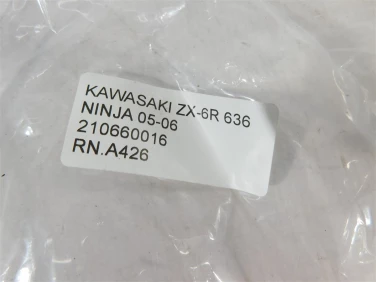 KAWASAKI ZX-6R 636
NINJA 05-06
210660016
RN.A426